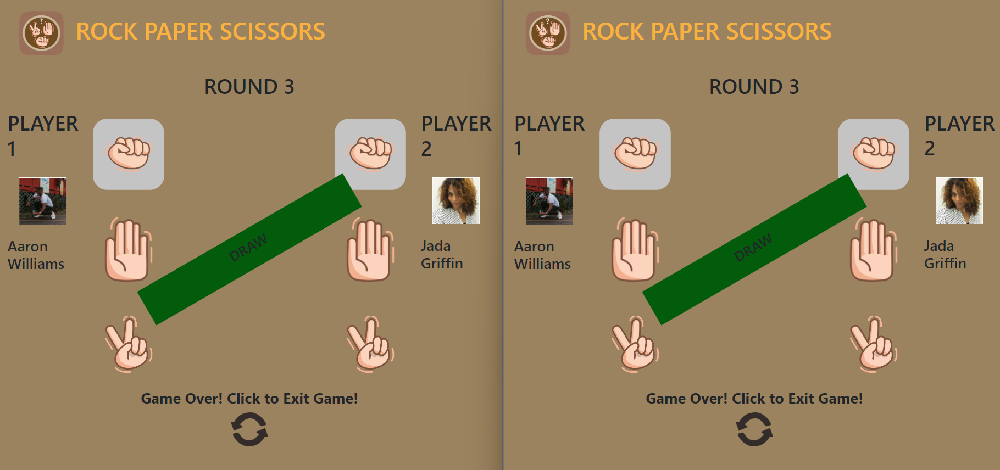 ?
ROCK PAPER SCISSORS
ROUND 3
PLAYER
1
PLAYER
2
Aaron
Williams
DRAW
Jada
Griffin
Game Over! Click to Exit Game!
?
ROCK PAPER SCISSORS
ROUND 3
PLAYER
1
PLAYER
2
Aaron
Williams
DRAW
Jada
Griffin
Game Over! Click to Exit Game!